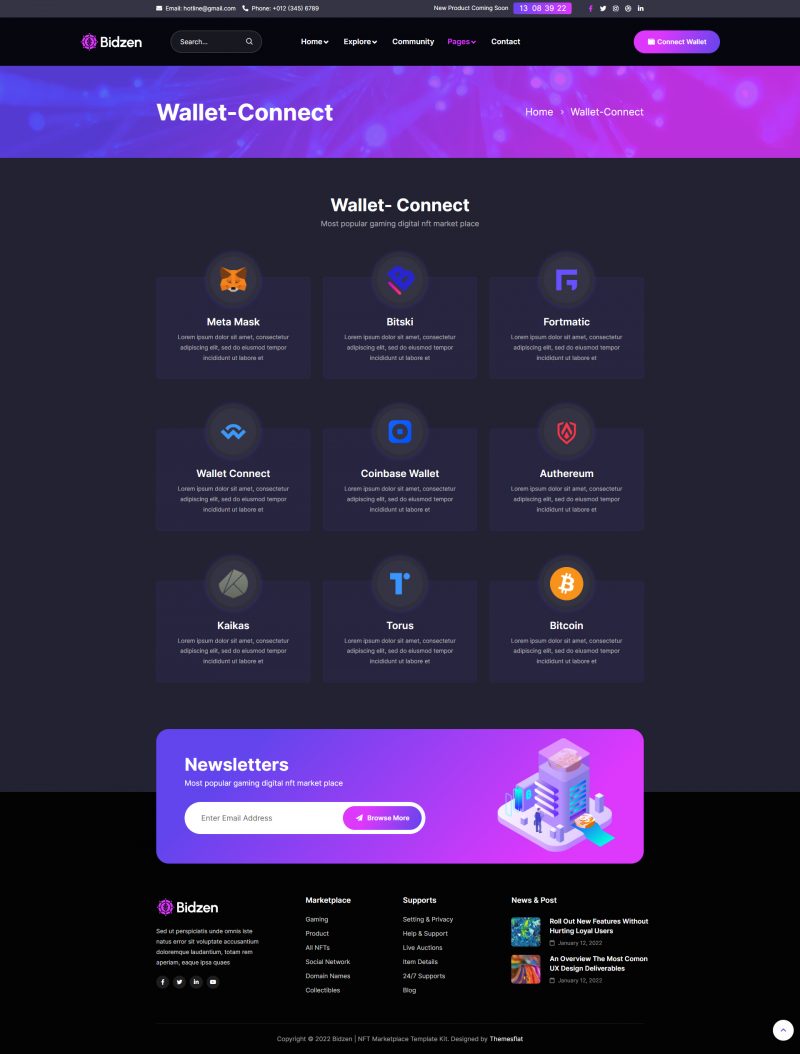 Email: hotline@gmail.com Phone: +012 (345) 6789 New Product Coming Soon 13 08 39 22
Bidzen Search... Home Explore Community Pages Contact Connect Wallet
Wallet-Connect Home > Wallet-Connect
Wallet- Connect
Most popular gaming digital nft market place
Meta Mask
Lorem ipsum dolor sit amet, consectetur
adipiscing elit, sed do eiusmod tempor
incididunt ut labore et
Bitski
Lorem ipsum dolor sit amet, consectetur
adipiscing elit, sed do eiusmod tempor
incididunt ut labore et
Fortmatic
Lorem ipsum dolor sit amet, consectetur
adipiscing elit, sed do eiusmod tempor
incididunt ut labore et
Wallet Connect
Lorem ipsum dolor sit amet, consectetur
adipiscing elit, sed do eiusmod tempor
incididunt ut labore et
Coinbase Wallet
Lorem ipsum dolor sit amet, consectetur
adipiscing elit, sed do eiusmod tempor
incididunt ut labore et
Authereum
Lorem ipsum dolor sit amet, consectetur
adipiscing elit, sed do eiusmod tempor
incididunt ut labore et
Kaikas
Lorem ipsum dolor sit amet, consectetur
adipiscing elit, sed do eiusmod tempor
incididunt ut labore et
Torus
Lorem ipsum dolor sit amet, consectetur
adipiscing elit, sed do eiusmod tempor
incididunt ut labore et
Bitcoin
Lorem ipsum dolor sit amet, consectetur
adipiscing elit, sed do eiusmod tempor
incididunt ut labore et
Newsletters
Most popular gaming digital nft market place
Enter Email Address Browse More
Bidzen
Sed ut perspiciatis unde omnis iste
natus error sit voluptate accusantium
doloremque laudantium, totam rem
aperiam, eaque ipsa quaes
Marketplace
Gaming
Product
All NFTs
Social Network
Domain Names
Collectibles
Supports
Setting & Privacy
Help & Support
Live Auctions
Item Details
24/7 Supports
Blog
News & Post
Roll Out New Features Without
Hurting Loyal Users
January 12, 2022
An Overview The Most Comon
UX Design Deliverables
January 12, 2022
Copyright © 2022 Bidzen | NFT Marketplace Template Kit. Designed by Themesflat